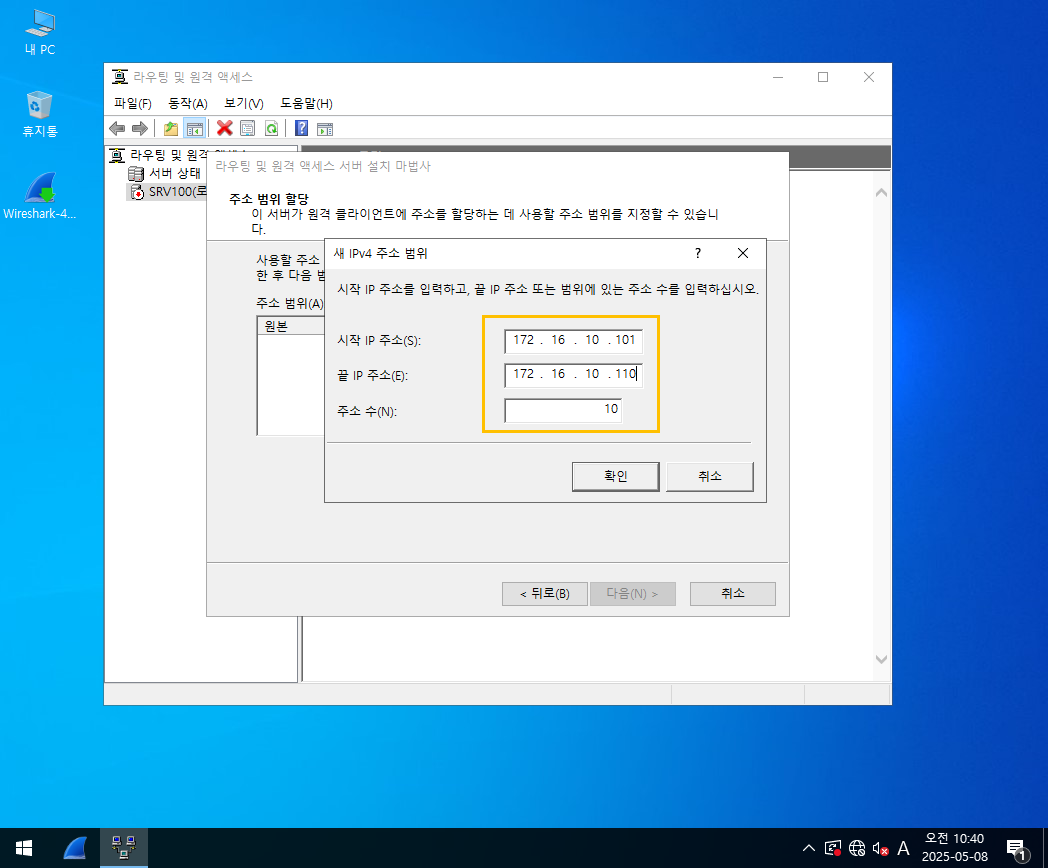 내 PC
휴지통
Wireshark-4...
라우팅 및 원격 액세스
파일(F) 동작(A) 보기(V) 도움말(H)
라우팅 및 원격
서버 상태
SRV100(로
라우팅 및 원격 액세스 서버 설치 마법사
주소 범위 할당
이 서버가 원격 클라이언트에 주소를 할당하는 데 사용할 주소 범위를 지정할 수 있습니
다.
사용할 주소
한 후 다음 범
주소 범위(A)
원본
새 IPv4 주소 범위
?
시작 IP 주소를 입력하고, 끝 IP 주소 또는 범위에 있는 주소 수를 입력하십시오.
시작 IP 주소(S): 172 . 16 . 10 . 101
끝 IP 주소(E): 172 . 16 . 10 . 110
주소 수(N): 10
확인 취소
< 뒤로(B) 다음(N) > 취소
A
오전 10:40
2025-05-08
1